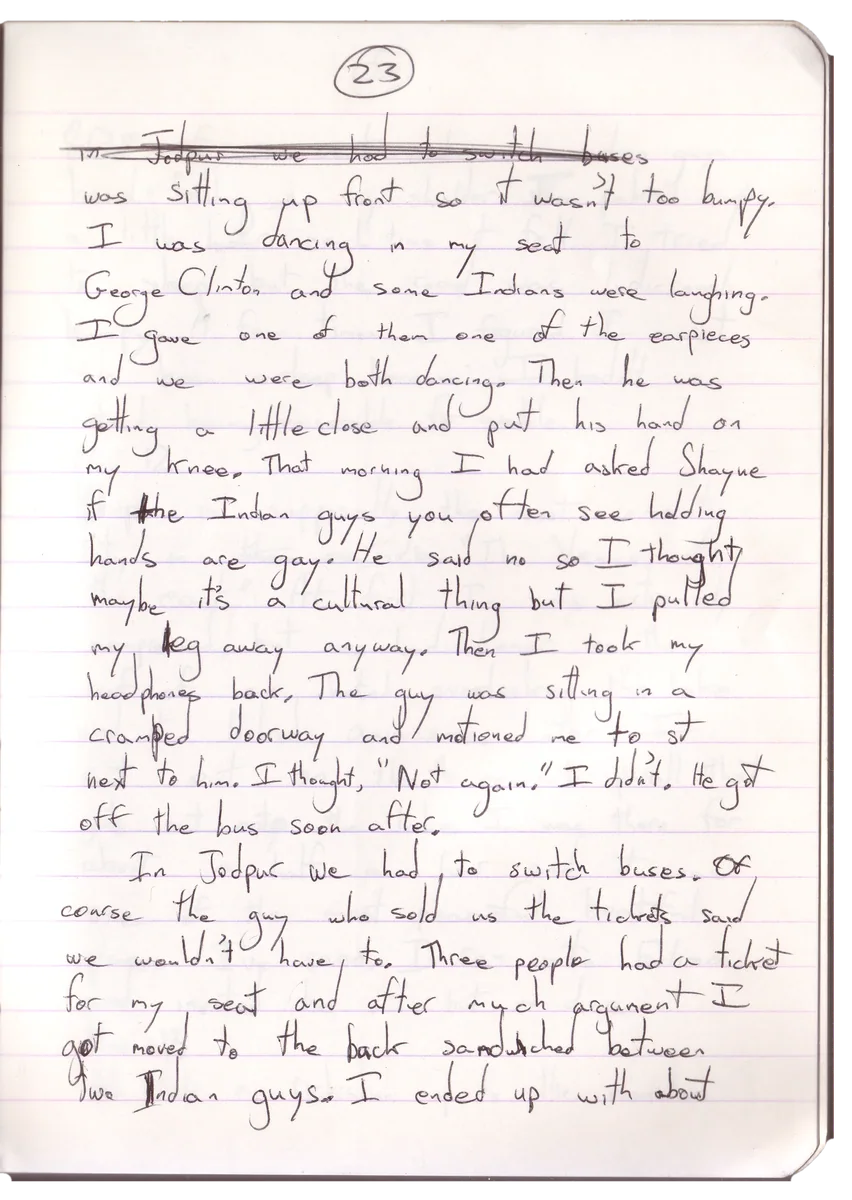 23
in Jodpur we had to switch buses
was sitting up front so it wasn't too bumpy.
I was dancing in my seat to
George Clinton and some Indians were laughing.
I gave one of them one of the earpieces
and we were both dancing. Then he was
getting a little close and put his hand on
my knee. That morning I had asked Shayne
if the Indian guys you often see holding
hands are gay. He said no so I thought
maybe it's a cultural thing but I pulled
my leg away anyway. Then I took my
headphones back. The guy was sitting in a
cramped doorway and motioned me to st
next to him. I thought, "Not again." I didn't. He got
off the bus soon after.
In Jodpur we had to switch buses. Of
course the guy who sold us the tickets said
we wouldn't have to. Three people had a ticket
for my seat and after much argument I
got moved to the back sandwiched between
two Indian guys. I ended up with about